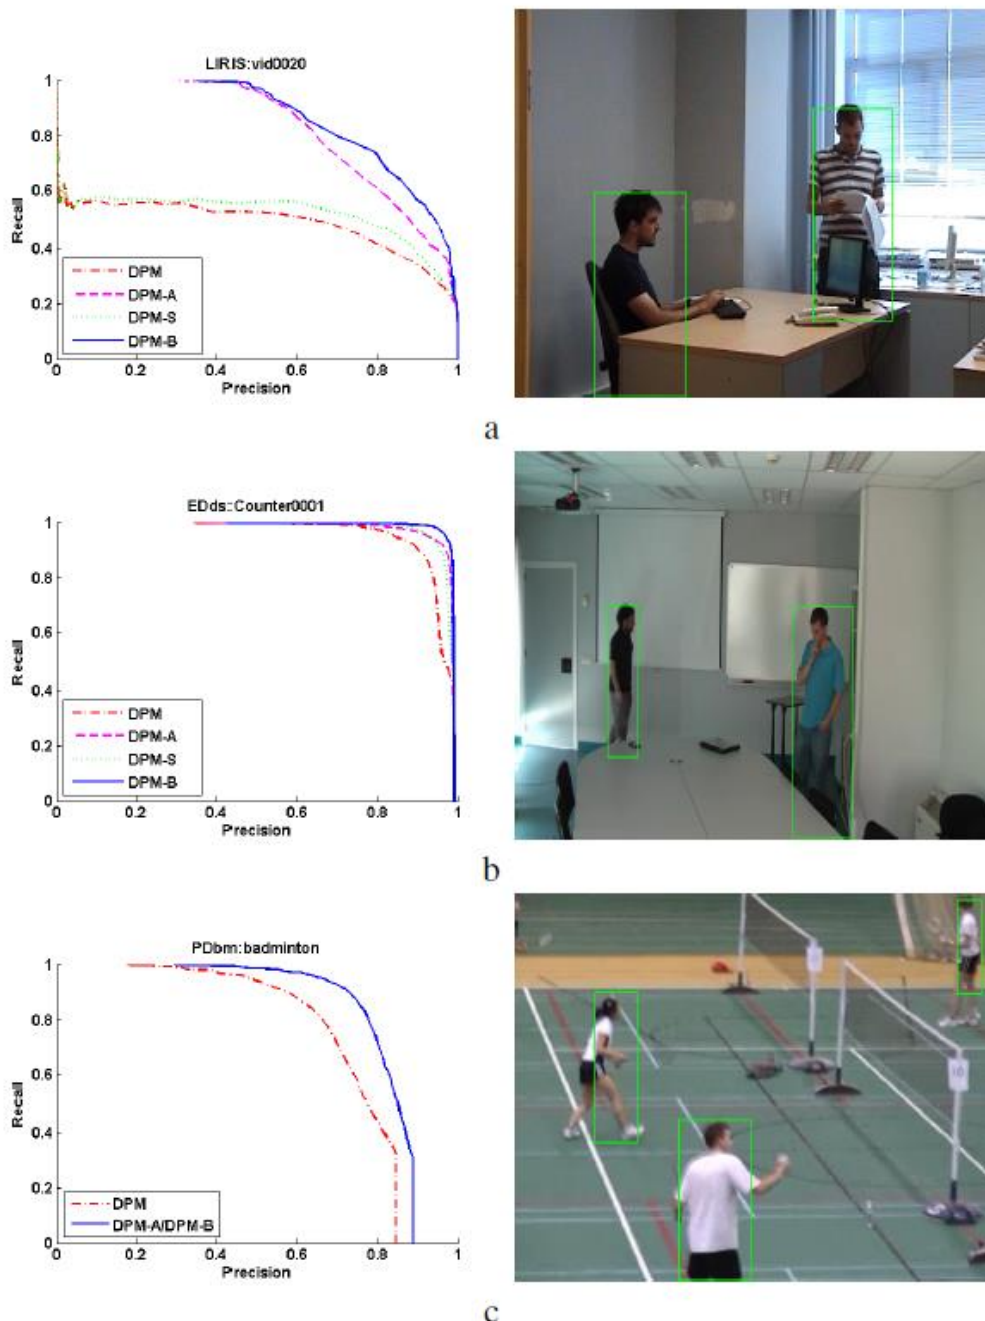 LIRIS:vid0020
1
0.8
0.6
Recall
0.4
DPM
DPM-A
0.2
DPM-S
DPM-B
0
0 0.2 0.4 0.6 0.8 1
Precision
a
EDds::Counter0001
1
0.8
0.6
Recall
0.4
DPM
DPM-A
0.2
DPM-S
DPM-B
0
0 0.2 0.4 0.6 0.8 1
Precision
b
PDbm:badminton
1
0.8
0.6
Recall
0.4
0.2
DPM
DPM-A/DPM-B
0
0 0.2 0.4 0.6 0.8 1
Precision
c